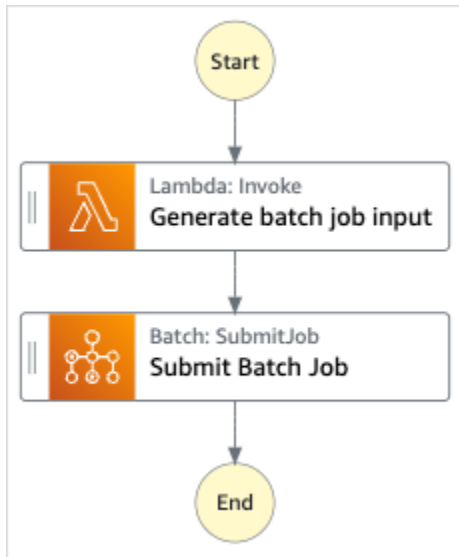 Start
Lambda: Invoke
Generate batch job input
Batch: SubmitJob
Submit Batch Job
End